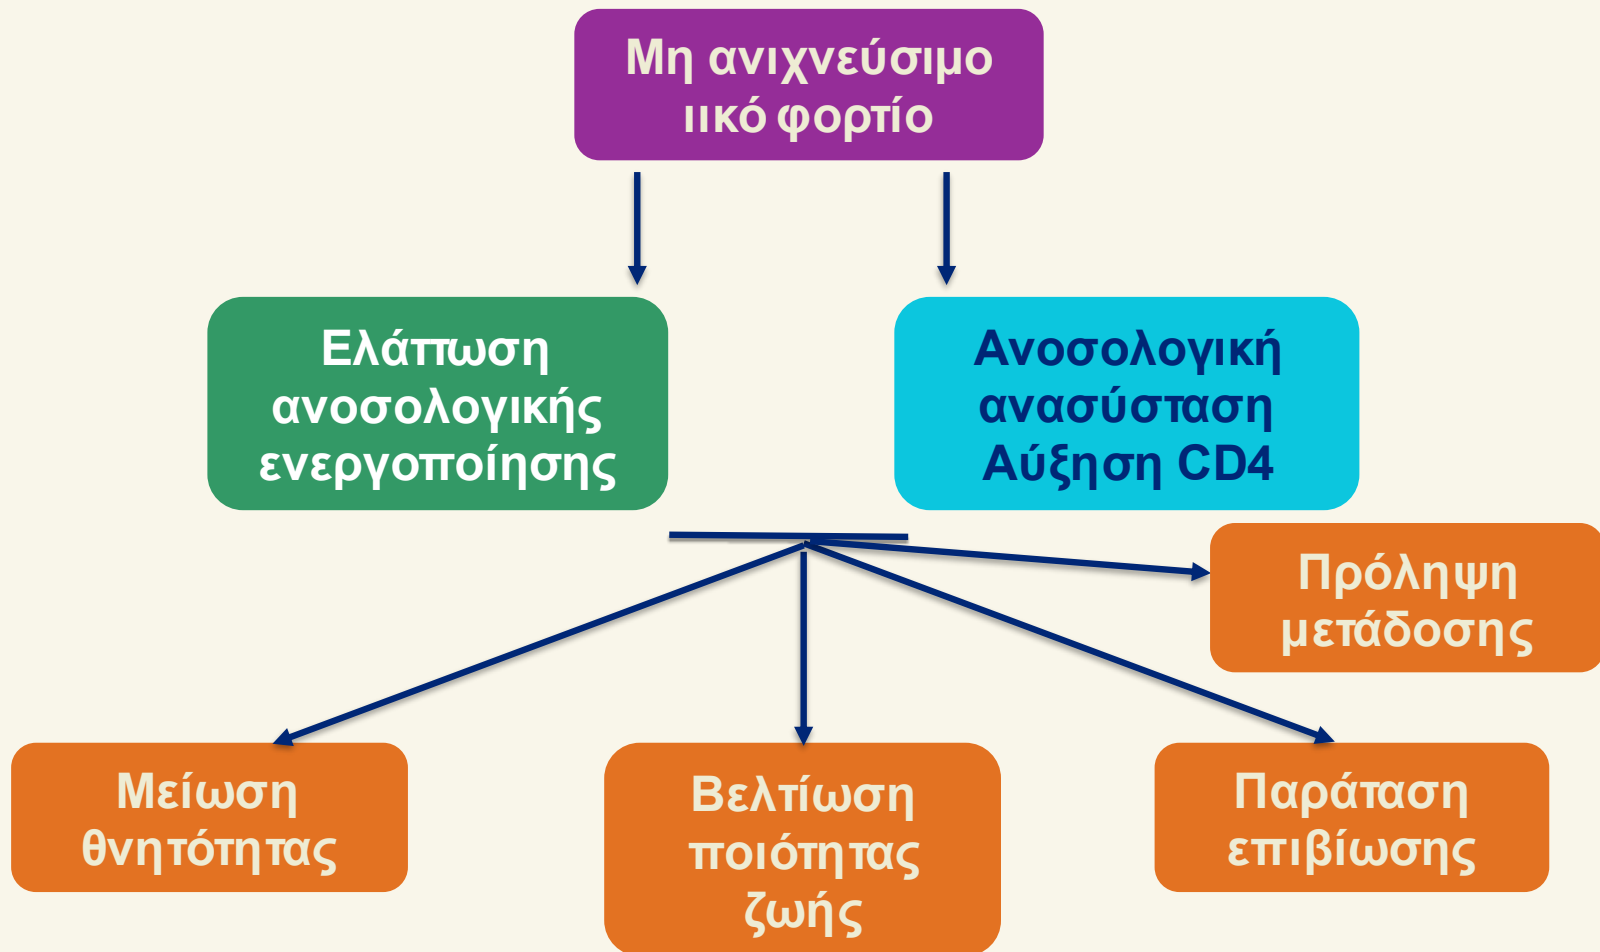 Μη ανιχνεύσιμο
ιικό φορτίο
Ελάττωση
ανοσολογικής
ενεργοποίησης
Ανοσολογική
ανασύσταση
Αύξηση CD4
Πρόληψη
μετάδοσης
Μείωση
θνητότητας
Βελτίωση
ποιότητας
ζωής
Παράταση
επιβίωσης